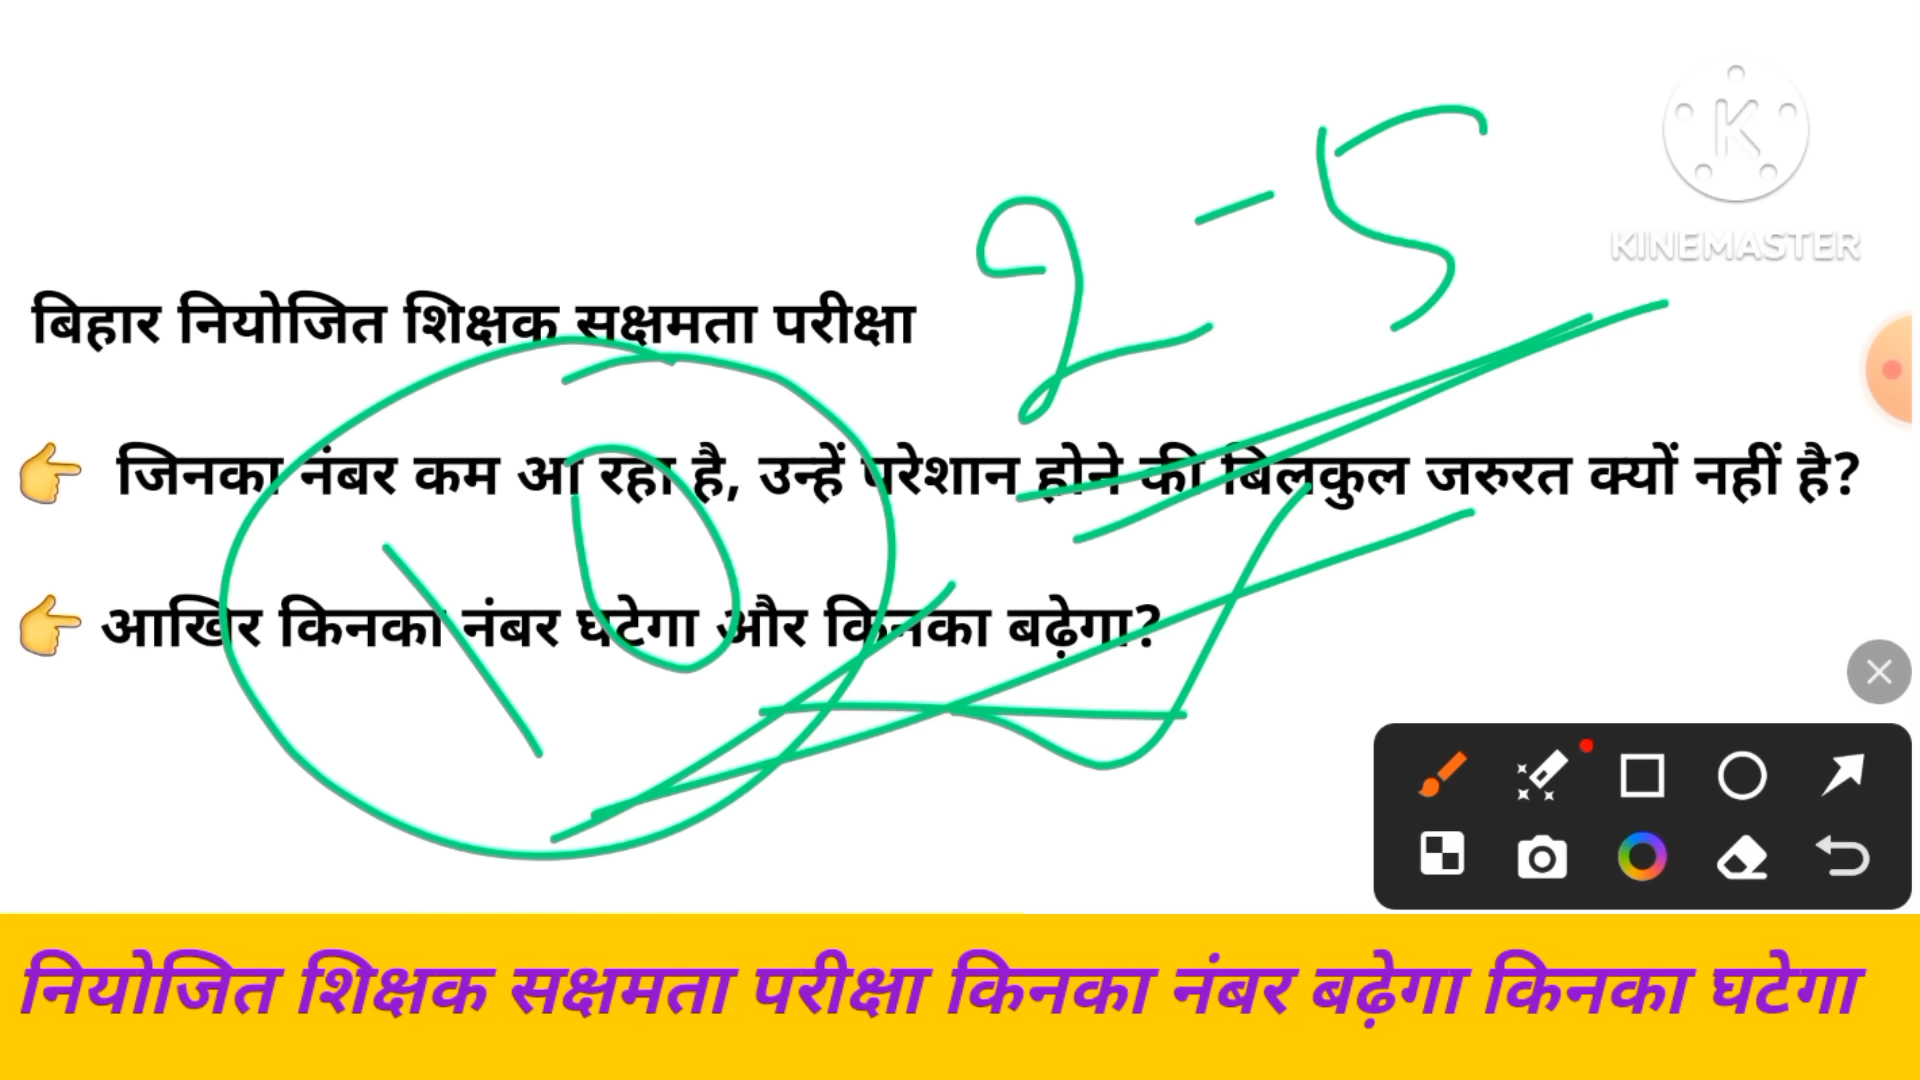 2-5
KINEMASTER
बिहार नियोजित शिक्षक सक्षमता परीक्षा
👉 जिनका नंबर कम आ रहा है, उन्हें परेशान होने की बिलकुल जरुरत क्यों नहीं है?
👉 आखिर किनका नंबर घटेगा और किनका बढ़ेगा?
10
नियोजित शिक्षक सक्षमता परीक्षा किनका नंबर बढ़ेगा किनका घटेगा